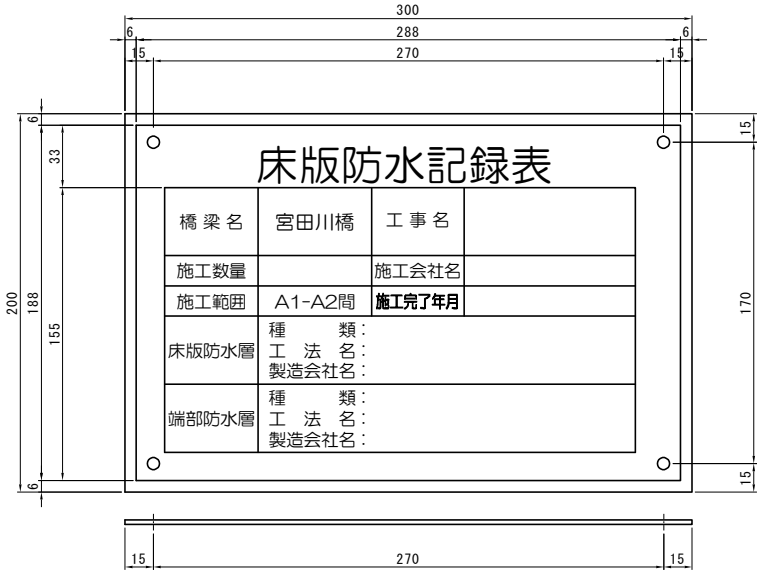 300
6 288 6
15 270 15
6
33
200
188
155
6
15
170
15
床版防水記録表
橋梁名 宮田川橋 工事名
施工数量 施工会社名
施工範囲 A1-A2間 施工完了年月
床版防水層
種 類:
工 法 名:
製造会社名:
端部防水層
種 類:
工 法 名:
製造会社名:
15 270 15